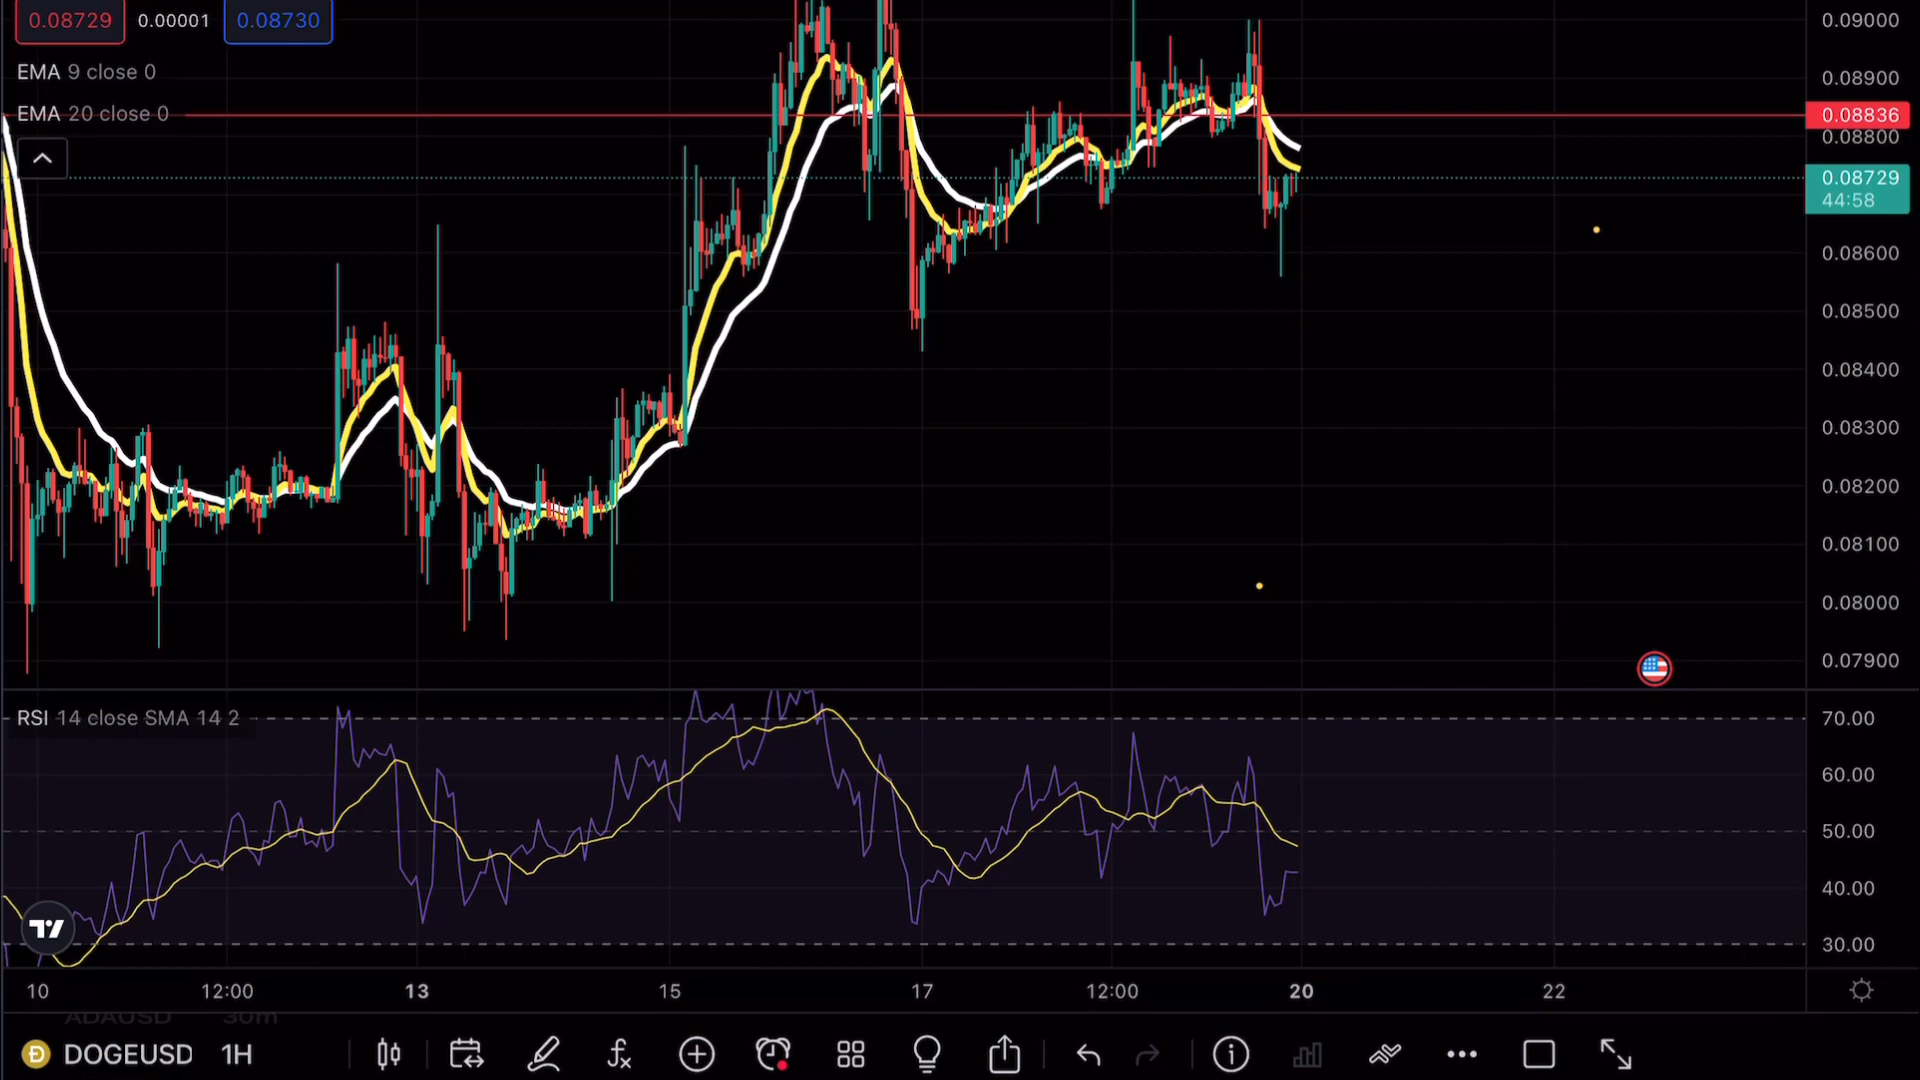 0.08729 0.00001 0.08730
0.09000
EMA 9 close 0
0.08900
EMA 20 close 0
0.08836
0.08800
0.08729
44:58
0.08600
0.08500
0.08400
0.08300
0.08200
0.08100
0.08000
0.07900
RSI 14 close SMA 14 2
70.00
60.00
50.00
40.00
30.00
10 12:00 13 15 17 12:00 20 22
ADAUSD 30m
DOGEUSD 1H